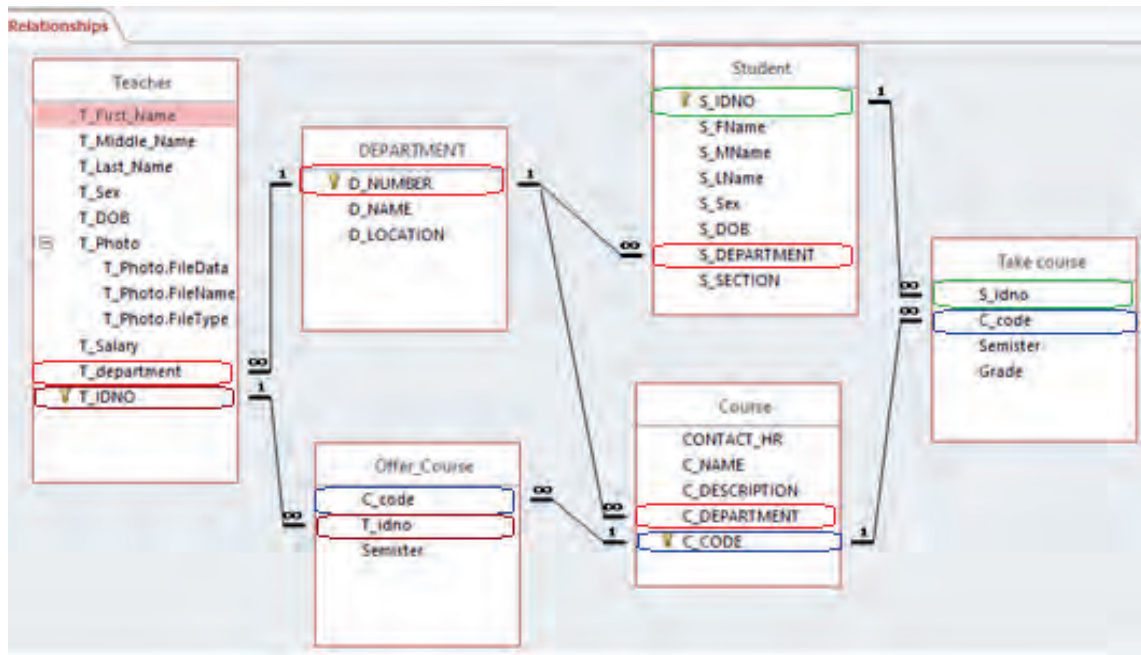 Relationships
Teacher
T_First_Name
T_Middle_Name
T_Last_Name
T_Sex
T_DOB
T_Photo
T_Photo.FileData
T_Photo.FileName
T_Photo.FileType
T_Salary
T_department
T_IDNO
DEPARTMENT
D_NUMBER
D_NAME
D_LOCATION
Offer_Course
C_code
T_idno
Semister
Student
S_IDNO
S_FName
S_MName
S_LName
S_Sex
S_DOB
S_DEPARTMENT
S_SECTION
Course
CONTACT_HR
C_NAME
C_DESCRIPTION
C_DEPARTMENT
C_CODE
Take course
S_idno
C_code
Semister
Grade
1
∞
1
∞
1
∞
∞
∞
1
1
∞
1
∞